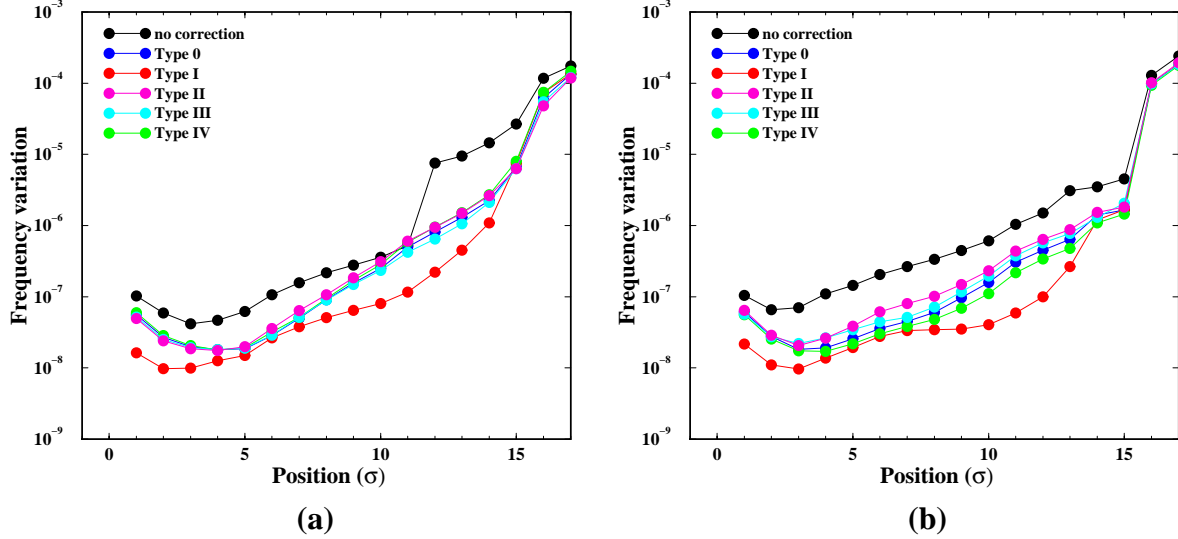 10⁻³
10⁻⁴
10⁻⁵
10⁻⁶
10⁻⁷
10⁻⁸
10⁻⁹
Frequency variation
no correction
Type 0
Type I
Type II
Type III
Type IV
0 5 10 15
Position (σ)
(a)
10⁻³
10⁻⁴
10⁻⁵
10⁻⁶
10⁻⁷
10⁻⁸
10⁻⁹
Frequency variation
no correction
Type 0
Type I
Type II
Type III
Type IV
0 5 10 15
Position (σ)
(b)